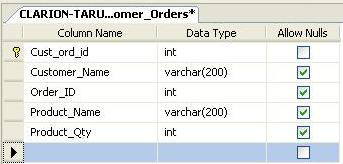 CLARION-TARU...omer_Orders*
Column Name Data Type Allow Nulls
Cust_ord_id int
Customer_Name varchar(200)
Order_ID int
Product_Name varchar(200)
Product_Qty int